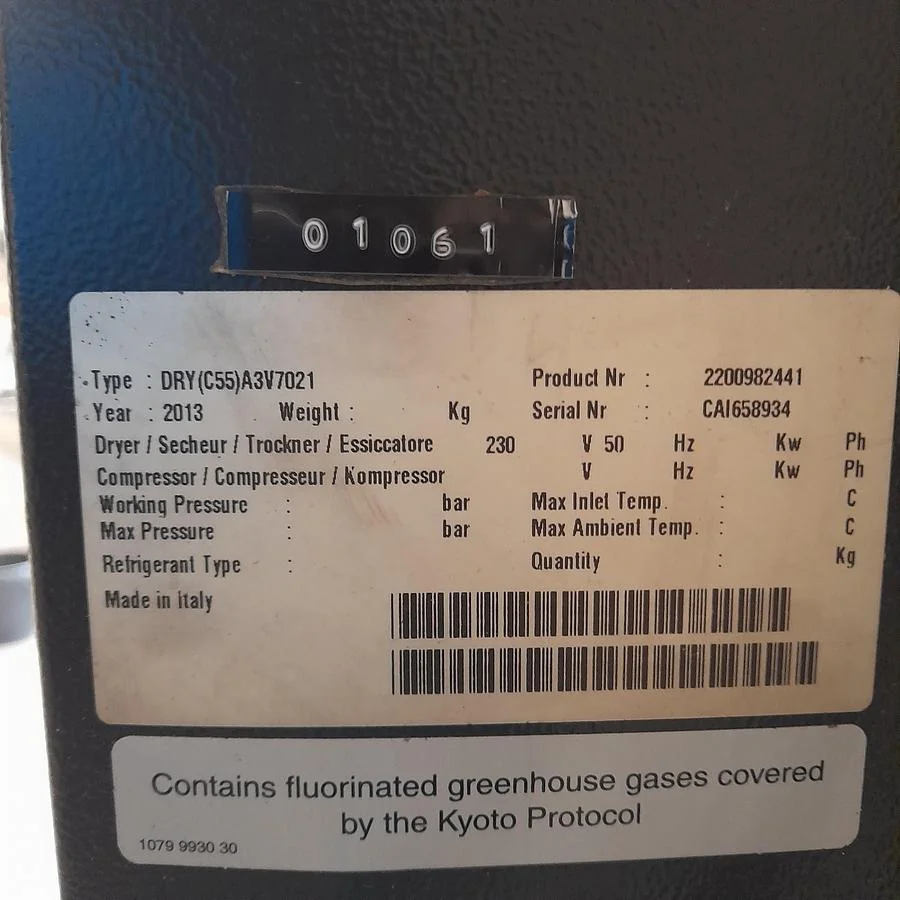 01061
Type : DRY(C55)A3V7021 Product Nr : 2200982441
Year : 2013 Weight : Kg Serial Nr : CAI658934
Dryer / Secheur / Trockner / Essiccatore 230 V 50 Hz Kw Ph
Compressor / Compresseur / Kompressor V Hz Kw Ph
Working Pressure : bar Max Inlet Temp. : C
Max Pressure : bar Max Ambient Temp. : C
Refrigerant Type : Quantity : Kg
Made in Italy
Contains fluorinated greenhouse gases covered
by the Kyoto Protocol
1079 9930 30